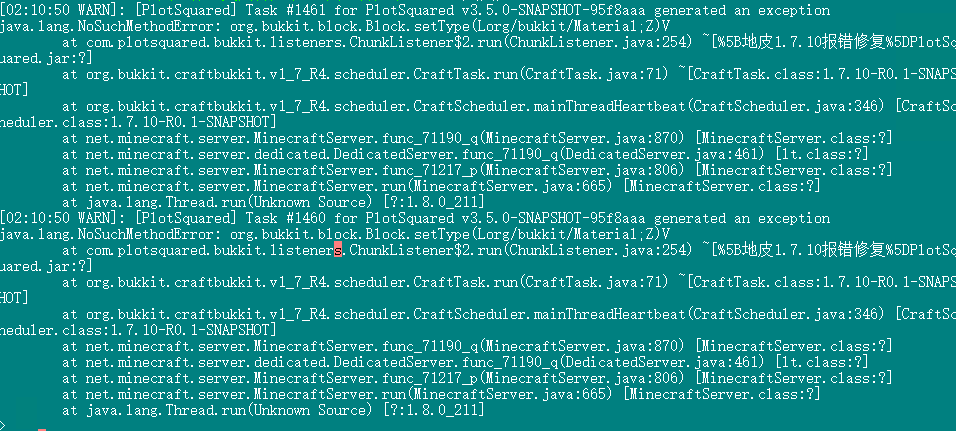 [02:10:50 WARN]: [PlotSquared] Task #1461 for PlotSquared v3.5.0-SNAPSHOT-95f8aaa generated an exception
java.lang.NoSuchMethodError: org.bukkit.block.Block.setType(Lorg/bukkit/Material;Z)V
at com.plotsquared.bukkit.listeners.ChunkListener$2.run(ChunkListener.java:254) ~[%5B地皮1.7.10报错修复%5DPlotSq
uared.jar:?]
at org.bukkit.craftbukkit.v1_7_R4.scheduler.CraftTask.run(CraftTask.java:71) ~[CraftTask.class:1.7.10-R0.1-SNAPS
HOT]
at org.bukkit.craftbukkit.v1_7_R4.scheduler.CraftScheduler.mainThreadHeartbeat(CraftScheduler.java:346) [CraftSc
heduler.class:1.7.10-R0.1-SNAPSHOT]
at net.minecraft.server.MinecraftServer.func_71190_q(MinecraftServer.java:870) [MinecraftServer.class:?]
at net.minecraft.server.dedicated.DedicatedServer.func_71190_q(DedicatedServer.java:461) [lt.class:?]
at net.minecraft.server.MinecraftServer.func_71217_p(MinecraftServer.java:806) [MinecraftServer.class:?]
at net.minecraft.server.MinecraftServer.run(MinecraftServer.java:665) [MinecraftServer.class:?]
at java.lang.Thread.run(Unknown Source) [?:1.8.0_211]
[02:10:50 WARN]: [PlotSquared] Task #1460 for PlotSquared v3.5.0-SNAPSHOT-95f8aaa generated an exception
java.lang.NoSuchMethodError: org.bukkit.block.Block.setType(Lorg/bukkit/Material;Z)V
at com.plotsquared.bukkit.listeners.ChunkListener$2.run(ChunkListener.java:254) ~[%5B地皮1.7.10报错修复%5DPlotSq
uared.jar:?]
at org.bukkit.craftbukkit.v1_7_R4.scheduler.CraftTask.run(CraftTask.java:71) ~[CraftTask.class:1.7.10-R0.1-SNAPS
HOT]
at org.bukkit.craftbukkit.v1_7_R4.scheduler.CraftScheduler.mainThreadHeartbeat(CraftScheduler.java:346) [CraftSc
heduler.class:1.7.10-R0.1-SNAPSHOT]
at net.minecraft.server.MinecraftServer.func_71190_q(MinecraftServer.java:870) [MinecraftServer.class:?]
at net.minecraft.server.dedicated.DedicatedServer.func_71190_q(DedicatedServer.java:461) [lt.class:?]
at net.minecraft.server.MinecraftServer.func_71217_p(MinecraftServer.java:806) [MinecraftServer.class:?]
at net.minecraft.server.MinecraftServer.run(MinecraftServer.java:665) [MinecraftServer.class:?]
at java.lang.Thread.run(Unknown Source) [?:1.8.0_211]
>